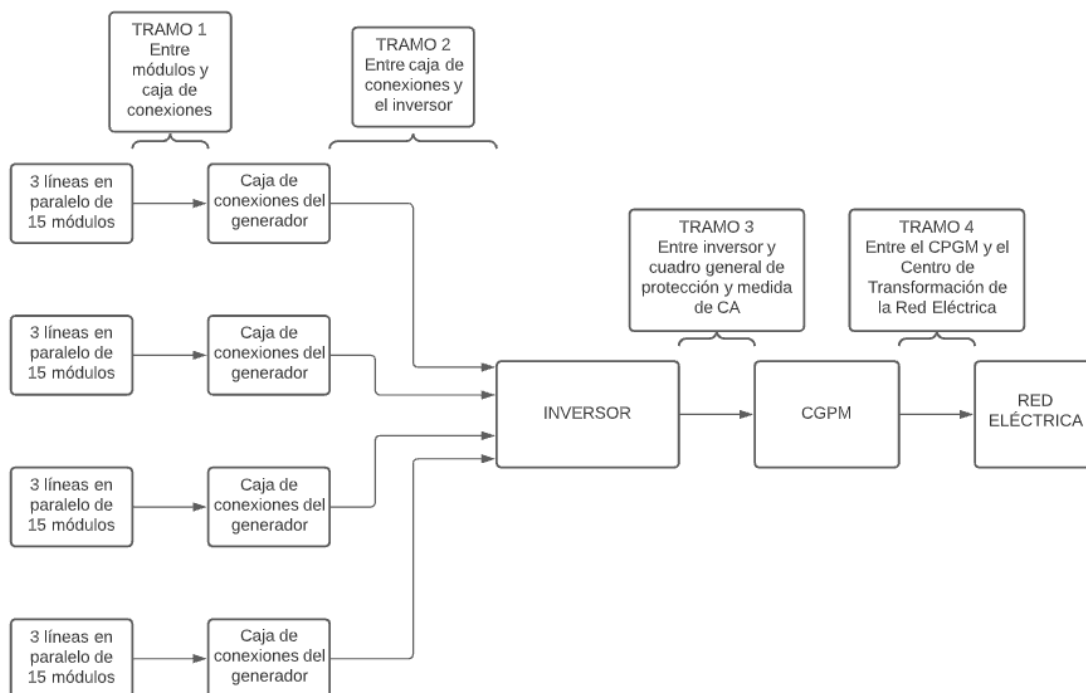 TRAMO 1
Entre
módulos y
caja de
conexiones
TRAMO 2
Entre caja de
conexiones y
el inversor
3 líneas en
paralelo de
15 módulos
Caja de
conexiones del
generador
TRAMO 3
Entre inversor y
cuadro general de
protección y medida
de CA
TRAMO 4
Entre el CPGM y el
Centro de
Transformación de
la Red Eléctrica
3 líneas en
paralelo de
15 módulos
Caja de
conexiones del
generador
INVERSOR
CGPM
RED
ELÉCTRICA
3 líneas en
paralelo de
15 módulos
Caja de
conexiones del
generador
3 líneas en
paralelo de
15 módulos
Caja de
conexiones del
generador